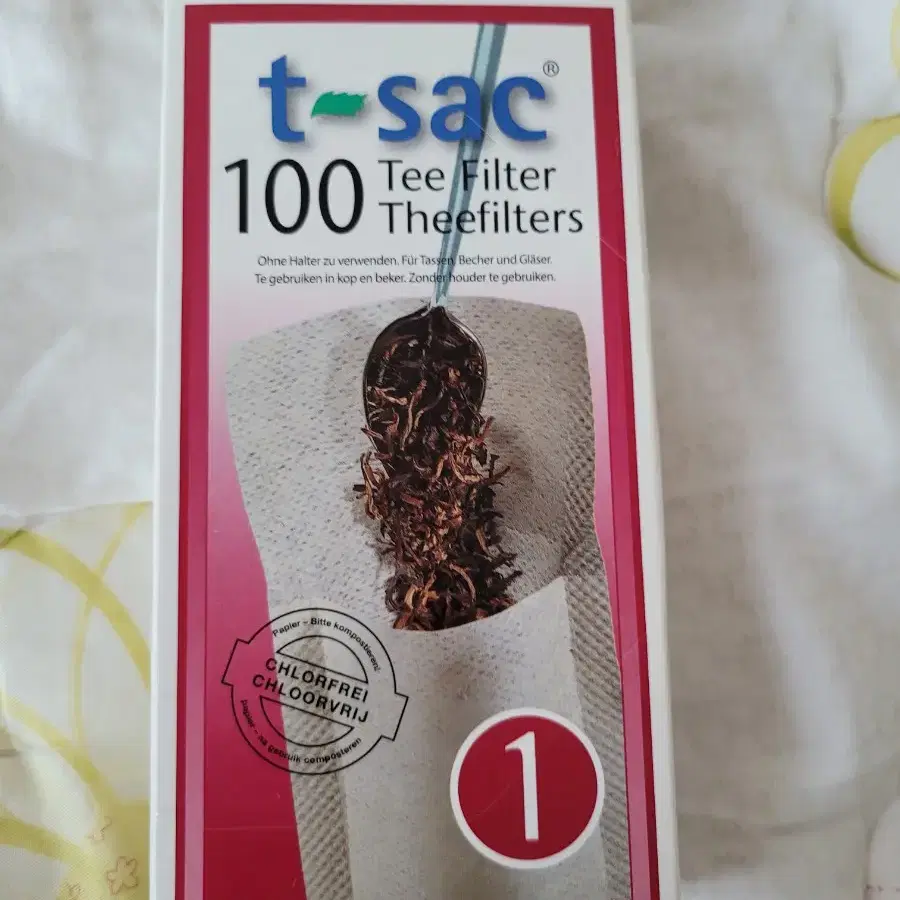 t-sac®
100 Tee Filter
Theefilters
Ohne Halter zu verwenden. Für Tassen, Becher und Gläser.
Te gebruiken in kop en beker. Zonder houder te gebruiken.
Papier – Bitte kompostieren!
CHLORFREI
CHLOORVRIJ
papier – na gebruik composteren
1